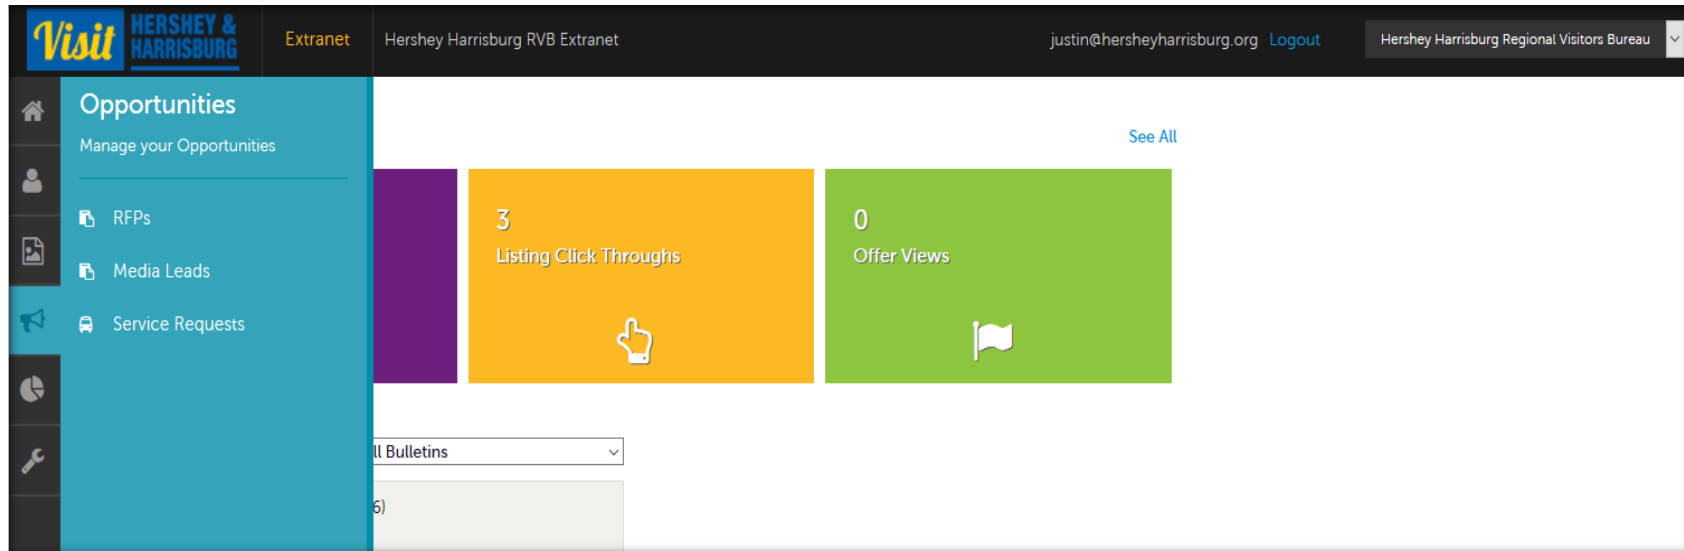 Visit HERSHEY &
HARRISBURG
Extranet
Hershey Harrisburg RVB Extranet
justin@hersheyharrisburg.org Logout
Hershey Harrisburg Regional Visitors Bureau
Opportunities
Manage your Opportunities
RFPs
Media Leads
Service Requests
See All
3
Listing Click Throughs
0
Offer Views
ll Bulletins
6)